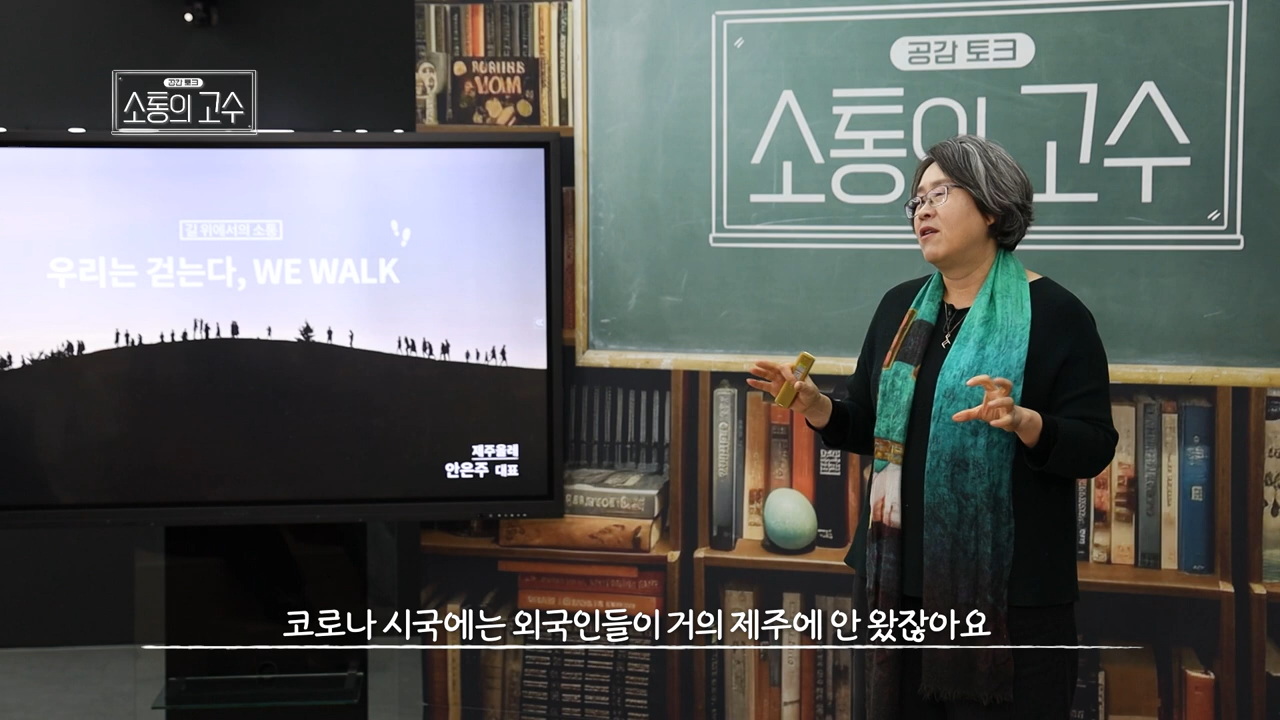 공감 토크
소통의 고수
공감 토크
소통의 고수
길 위에서의 소통
우리는 걷는다, WE WALK
제주올레
안은주 대표
코로나 시국에는 외국인들이 거의 제주에 안 왔잖아요